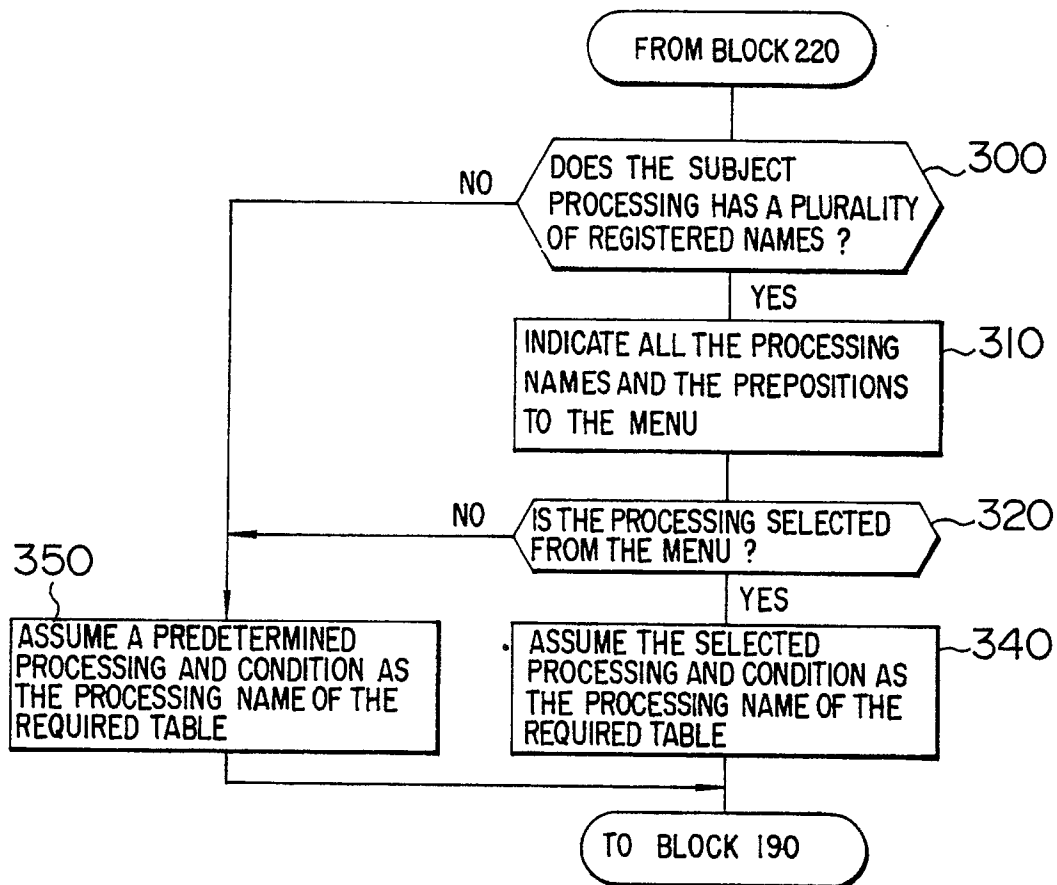 FROM BLOCK 220
300
DOES THE SUBJECT
PROCESSING HAS A PLURALITY
OF REGISTERED NAMES ?
NO
YES
310
INDICATE ALL THE PROCESSING
NAMES AND THE PREPOSITIONS
TO THE MENU
320
IS THE PROCESSING SELECTED
FROM THE MENU ?
NO
YES
350
ASSUME A PREDETERMINED
PROCESSING AND CONDITION AS
THE PROCESSING NAME OF THE
REQUIRED TABLE
340
ASSUME THE SELECTED
PROCESSING AND CONDITION AS
THE PROCESSING NAME OF THE
REQUIRED TABLE
TO BLOCK 190